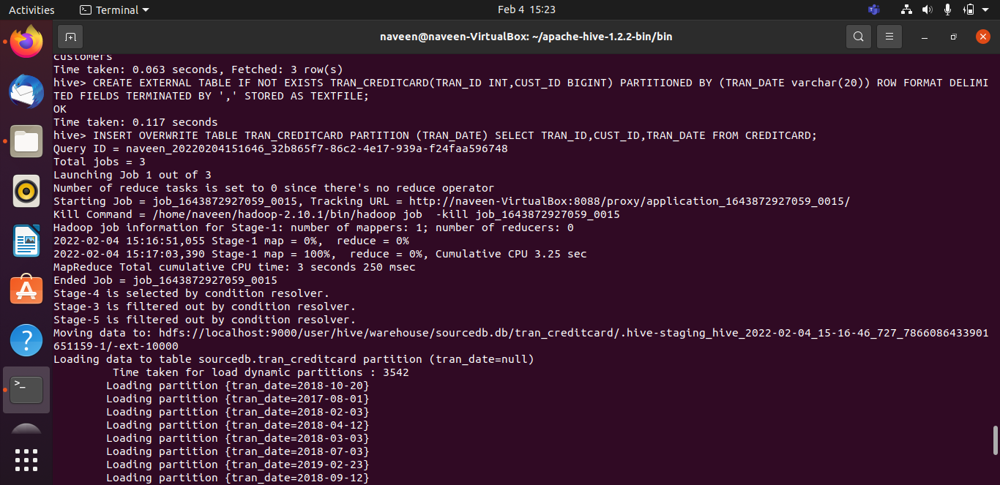 Activities
Terminal
Feb 4 15:23
naveen@naveen-VirtualBox: ~/apache-hive-1.2.2-bin/bin
customers
Time taken: 0.063 seconds, Fetched: 3 row(s)
hive> CREATE EXTERNAL TABLE IF NOT EXISTS TRAN_CREDITCARD(TRAN_ID INT,CUST_ID BIGINT) PARTITIONED BY (TRAN_DATE varchar(20)) ROW FORMAT DELIMI
TED FIELDS TERMINATED BY ',' STORED AS TEXTFILE;
OK
Time taken: 0.117 seconds
hive> INSERT OVERWRITE TABLE TRAN_CREDITCARD PARTITION (TRAN_DATE) SELECT TRAN_ID,CUST_ID,TRAN_DATE FROM CREDITCARD;
Query ID = naveen_20220204151646_32b865f7-86c2-4e17-939a-f24faa596748
Total jobs = 3
Launching Job 1 out of 3
Number of reduce tasks is set to 0 since there's no reduce operator
Starting Job = job_1643872927059_0015, Tracking URL = http://naveen-VirtualBox:8088/proxy/application_1643872927059_0015/
Kill Command = /home/naveen/hadoop-2.10.1/bin/hadoop job  -kill job_1643872927059_0015
Hadoop job information for Stage-1: number of mappers: 1; number of reducers: 0
2022-02-04 15:16:51,055 Stage-1 map = 0%,  reduce = 0%
2022-02-04 15:17:03,390 Stage-1 map = 100%,  reduce = 0%, Cumulative CPU 3.25 sec
MapReduce Total cumulative CPU time: 3 seconds 250 msec
Ended Job = job_1643872927059_0015
Stage-4 is selected by condition resolver.
Stage-3 is filtered out by condition resolver.
Stage-5 is filtered out by condition resolver.
Moving data to: hdfs://localhost:9000/user/hive/warehouse/sourcedb.db/tran_creditcard/.hive-staging_hive_2022-02-04_15-16-46_727_7866086433901
651159-1/-ext-10000
Loading data to table sourcedb.tran_creditcard partition (tran_date=null)
Time taken for load dynamic partitions : 3542
Loading partition {tran_date=2018-10-20}
Loading partition {tran_date=2017-08-01}
Loading partition {tran_date=2018-02-03}
Loading partition {tran_date=2018-04-12}
Loading partition {tran_date=2018-03-03}
Loading partition {tran_date=2018-07-03}
Loading partition {tran_date=2019-02-23}
Loading partition {tran_date=2018-09-12}